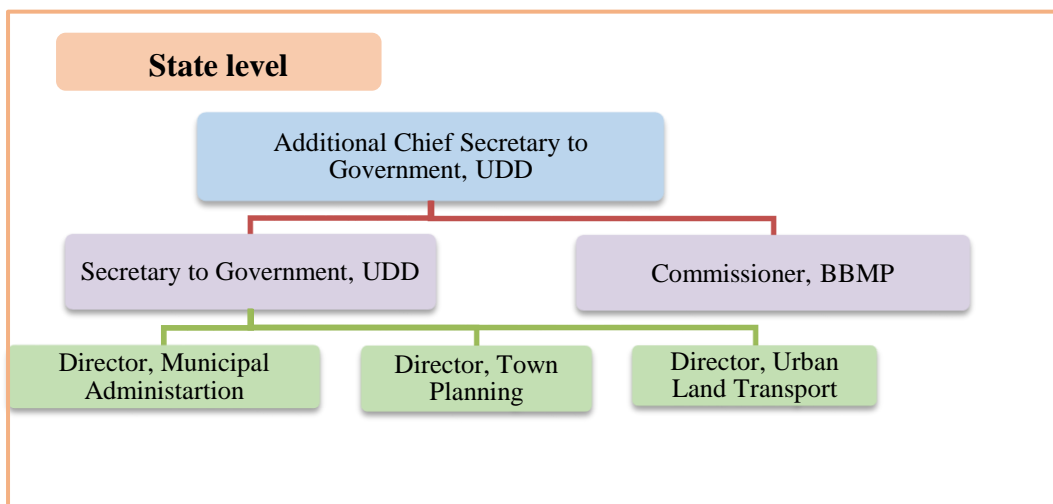 State level
Additional Chief Secretary to
Government, UDD
Secretary to Government, UDD
Commissioner, BBMP
Director, Municipal
Administartion
Director, Town
Planning
Director, Urban
Land Transport